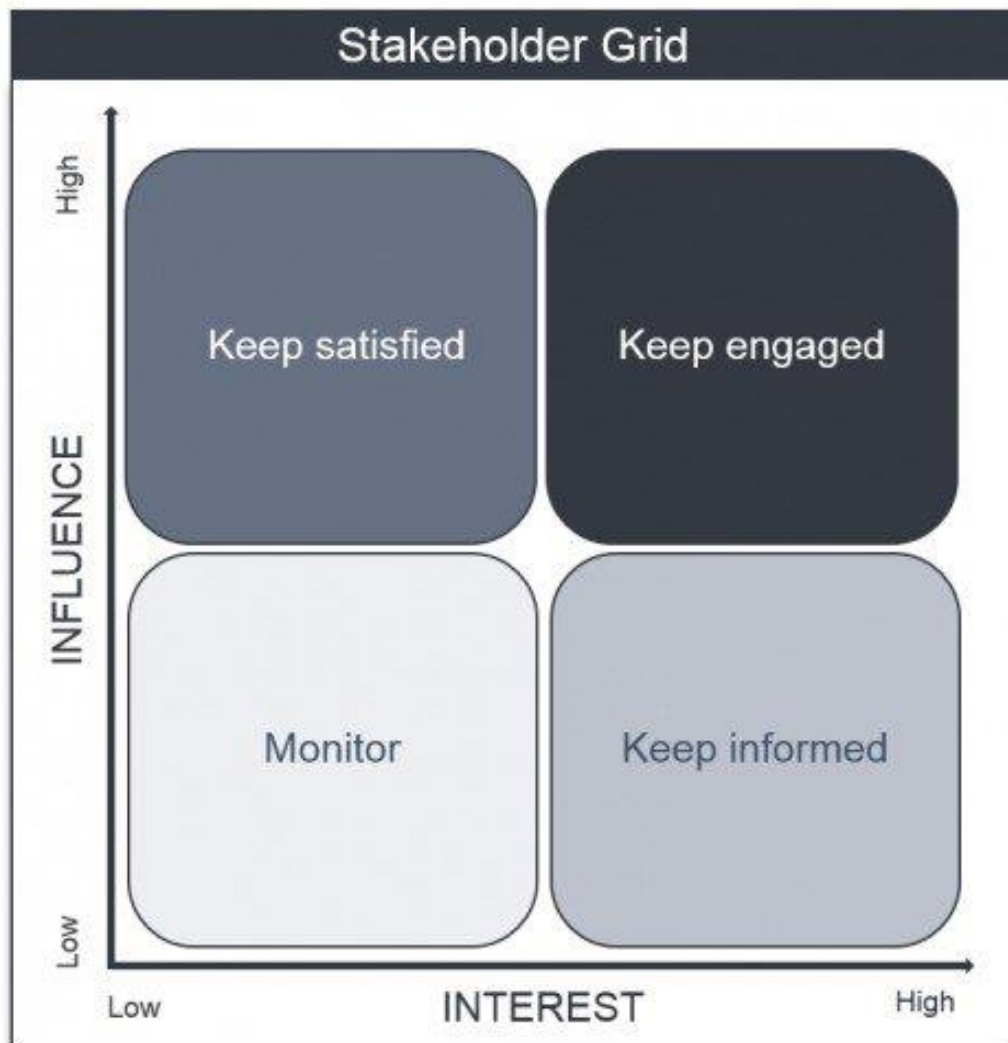 Stakeholder Grid
High
Keep satisfied
Keep engaged
INFLUENCE
Monitor
Keep informed
Low
Low
INTEREST
High